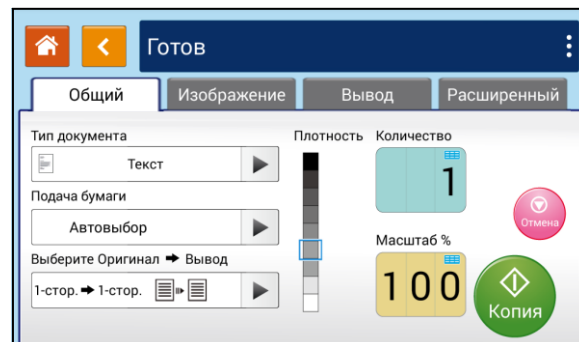 Готов
Общий
Изображение
Вывод
Расширенный
Тип документа
Текст
Подача бумаги
Автовыбор
Выберите Оригинал ➡ Вывод
1-стор. ➡ 1-стор.
Плотность
Количество
1
Масштаб %
100
Отмена
Копия